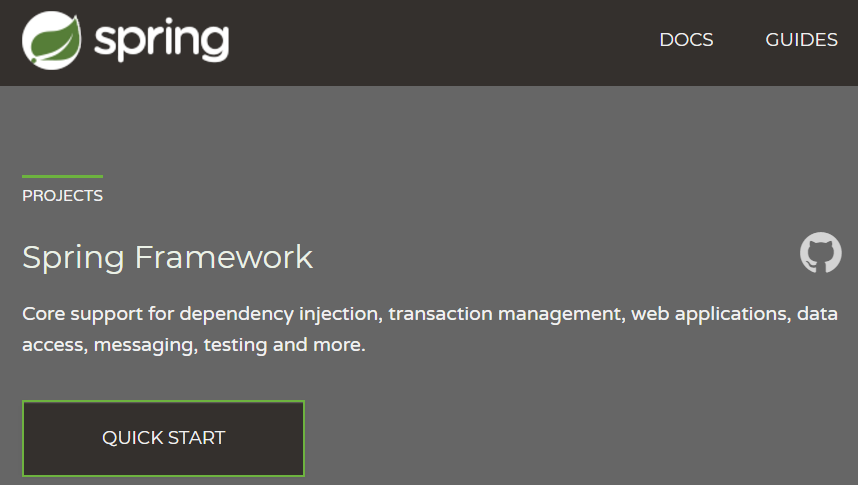 spring
DOCS GUIDES
PROJECTS
Spring Framework
Core support for dependency injection, transaction management, web applications, data
access, messaging, testing and more.
QUICK START